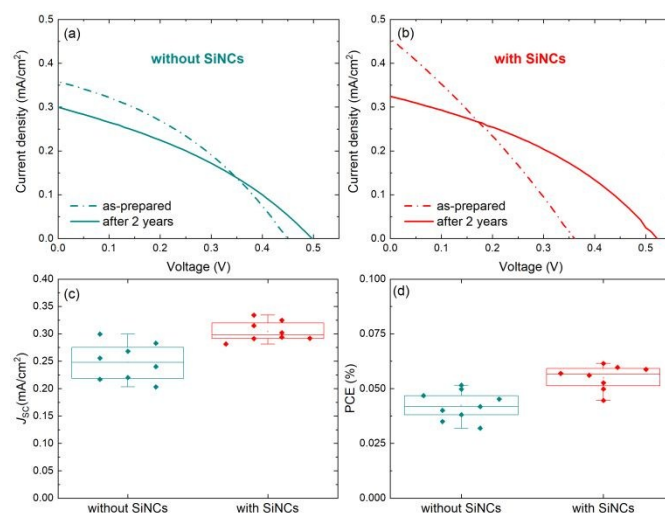 (a)
without SiNCs
Current density (mA/cm²)
0.5
0.4
0.3
0.2
0.1
0.0
as-prepared
after 2 years
0.0 0.1 0.2 0.3 0.4 0.5
Voltage (V)
(b)
with SiNCs
Current density (mA/cm²)
0.5
0.4
0.3
0.2
0.1
0.0
as-prepared
after 2 years
0.0 0.1 0.2 0.3 0.4 0.5
Voltage (V)
(c)
JSC(mA/cm²)
0.40
0.35
0.30
0.25
0.20
0.15
0.10
0.05
0.00
without SiNCs with SiNCs
(d)
PCE (%)
0.100
0.075
0.050
0.025
0.000
without SiNCs with SiNCs